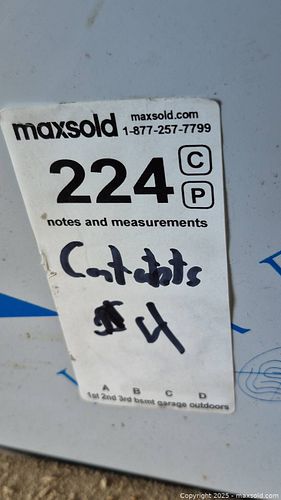 maxsold maxsold.com
1-877-257-7799
224 C
P
notes and measurements
4
A B C D
1st 2nd 3rd bsmt garage outdoors
Copyright © 2025 - maxsold.com